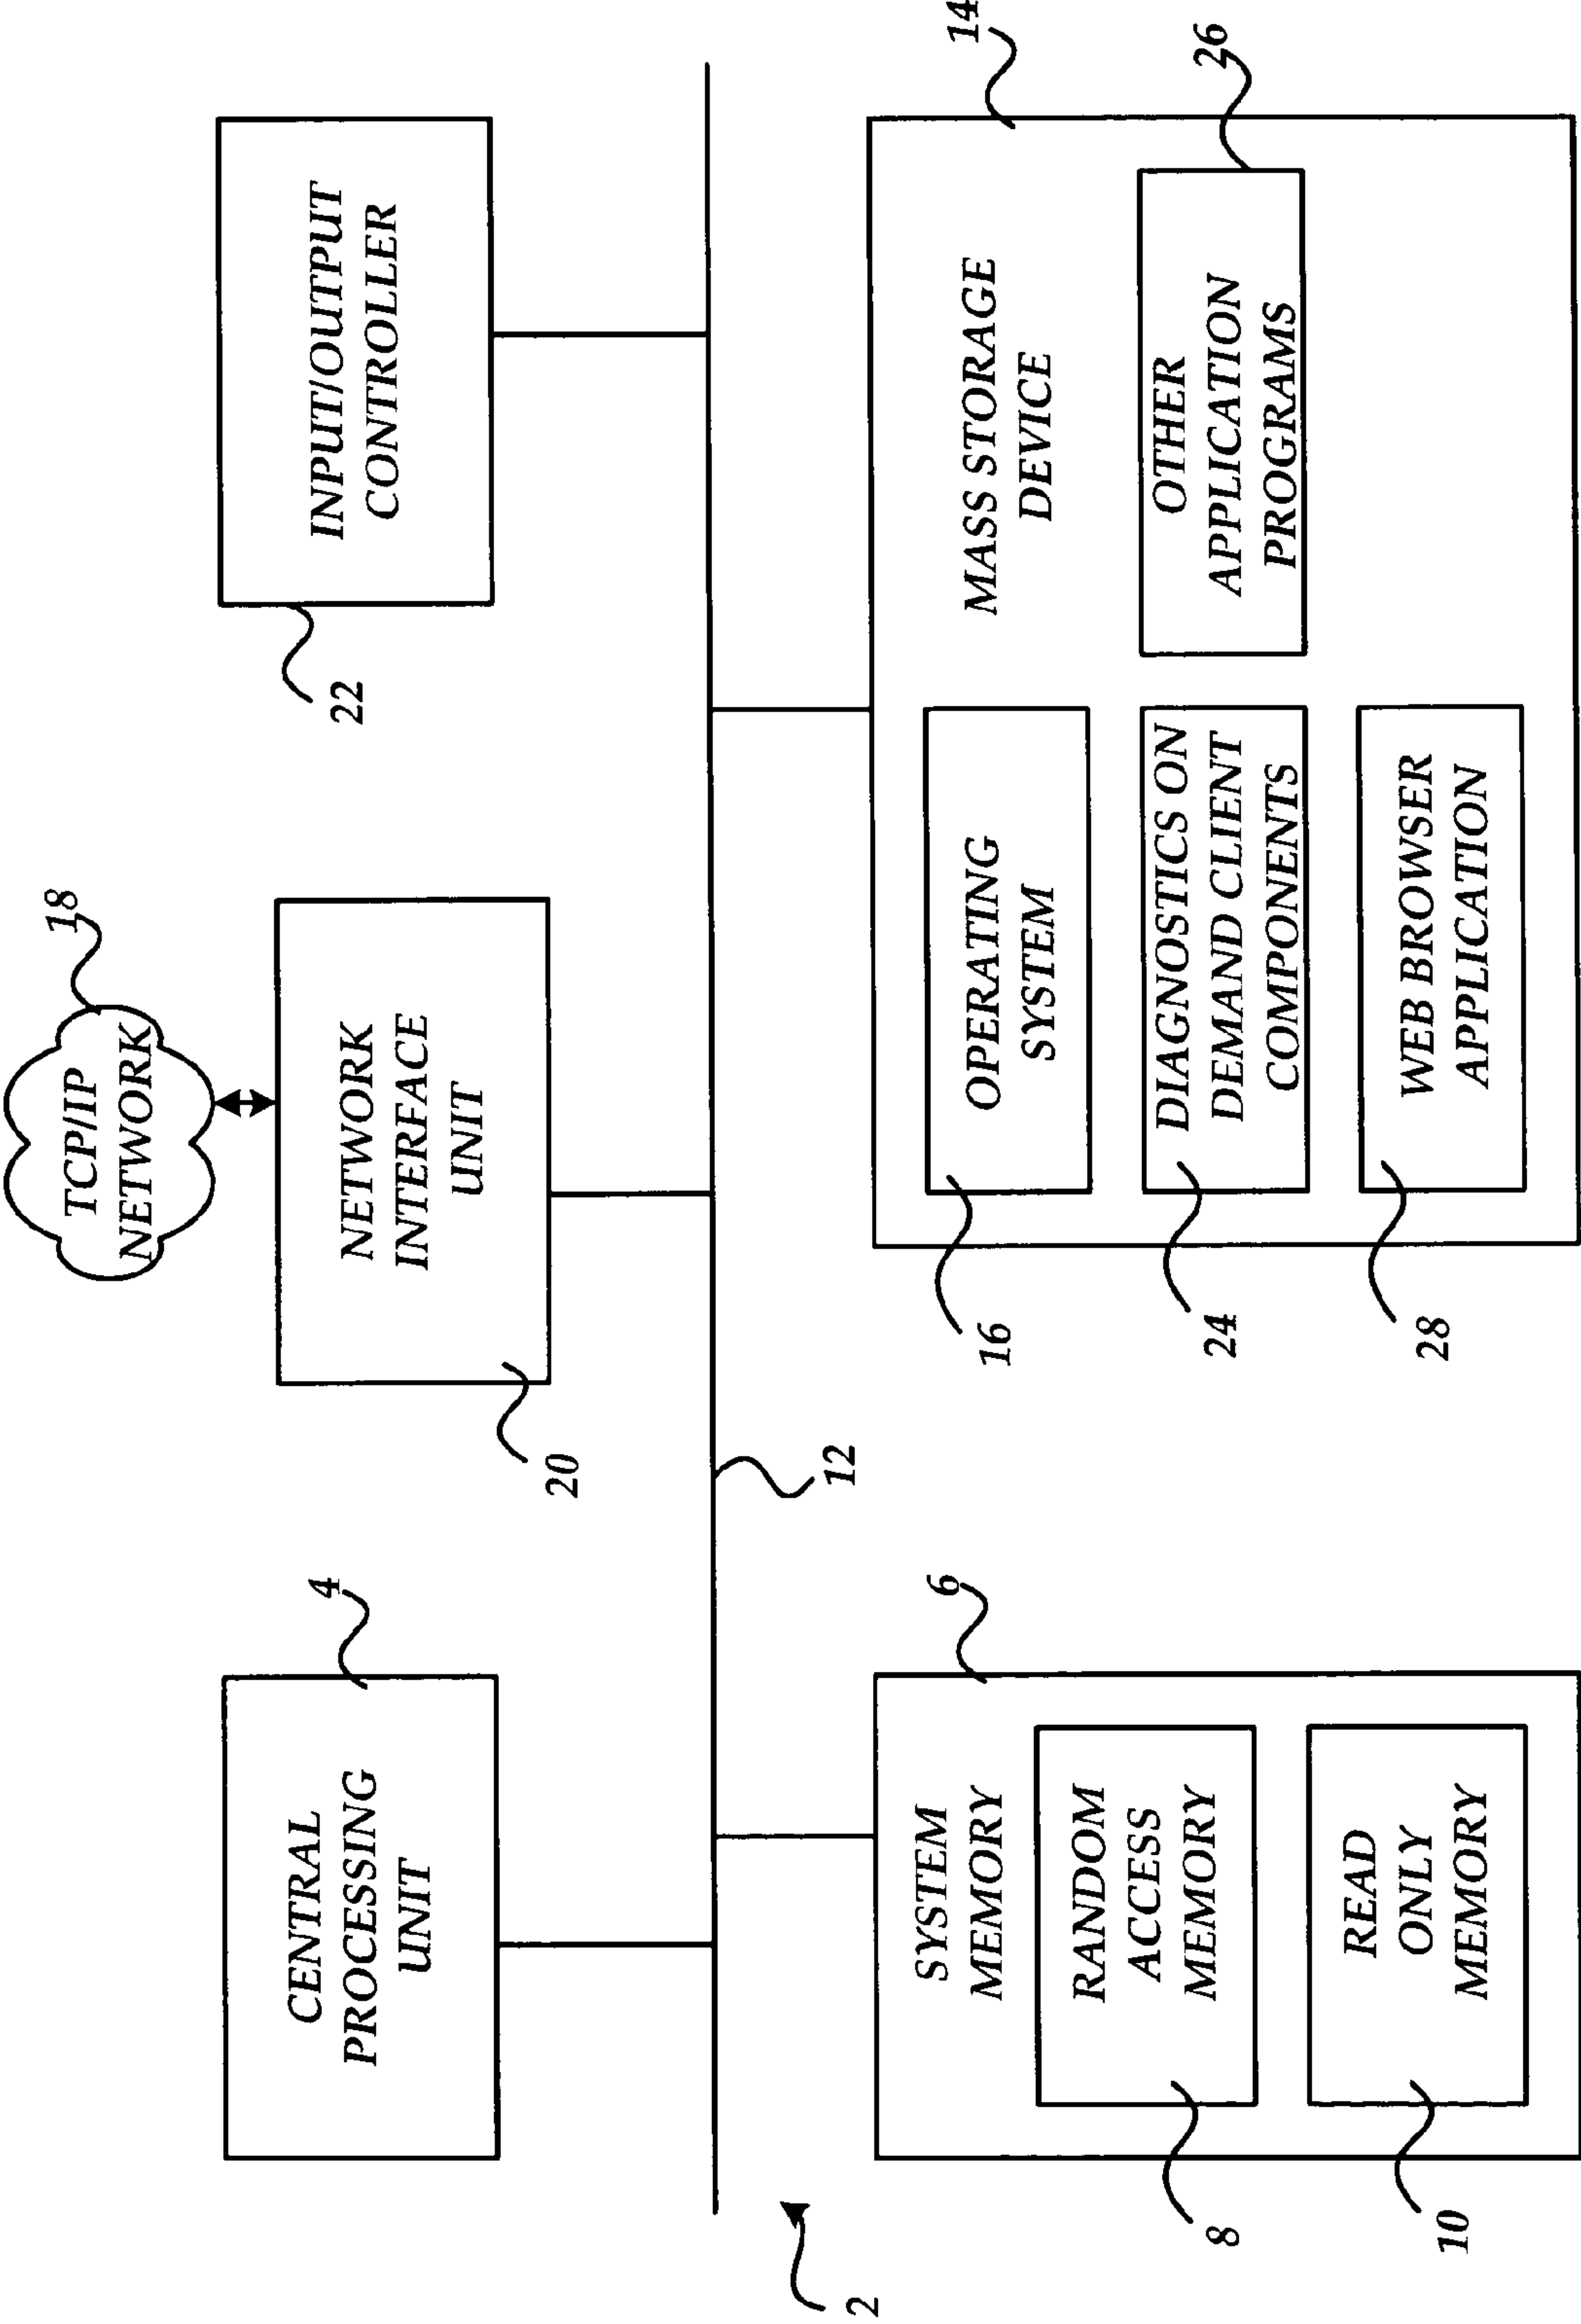 18
TCP/IP
NETWORK
4
CENTRAL
PROCESSING
UNIT
NETWORK
INTERFACE
UNIT
20
INPUT/OUTPUT
CONTROLLER
22
12
2
6
SYSTEM
MEMORY
RANDOM
ACCESS
MEMORY
8
READ
ONLY
MEMORY
10
14
MASS STORAGE
DEVICE
OPERATING
SYSTEM
16
DIAGNOSTICS ON
DEMAND CLIENT
COMPONENTS
24
OTHER
APPLICATION
PROGRAMS
26
WEB BROWSER
APPLICATION
28